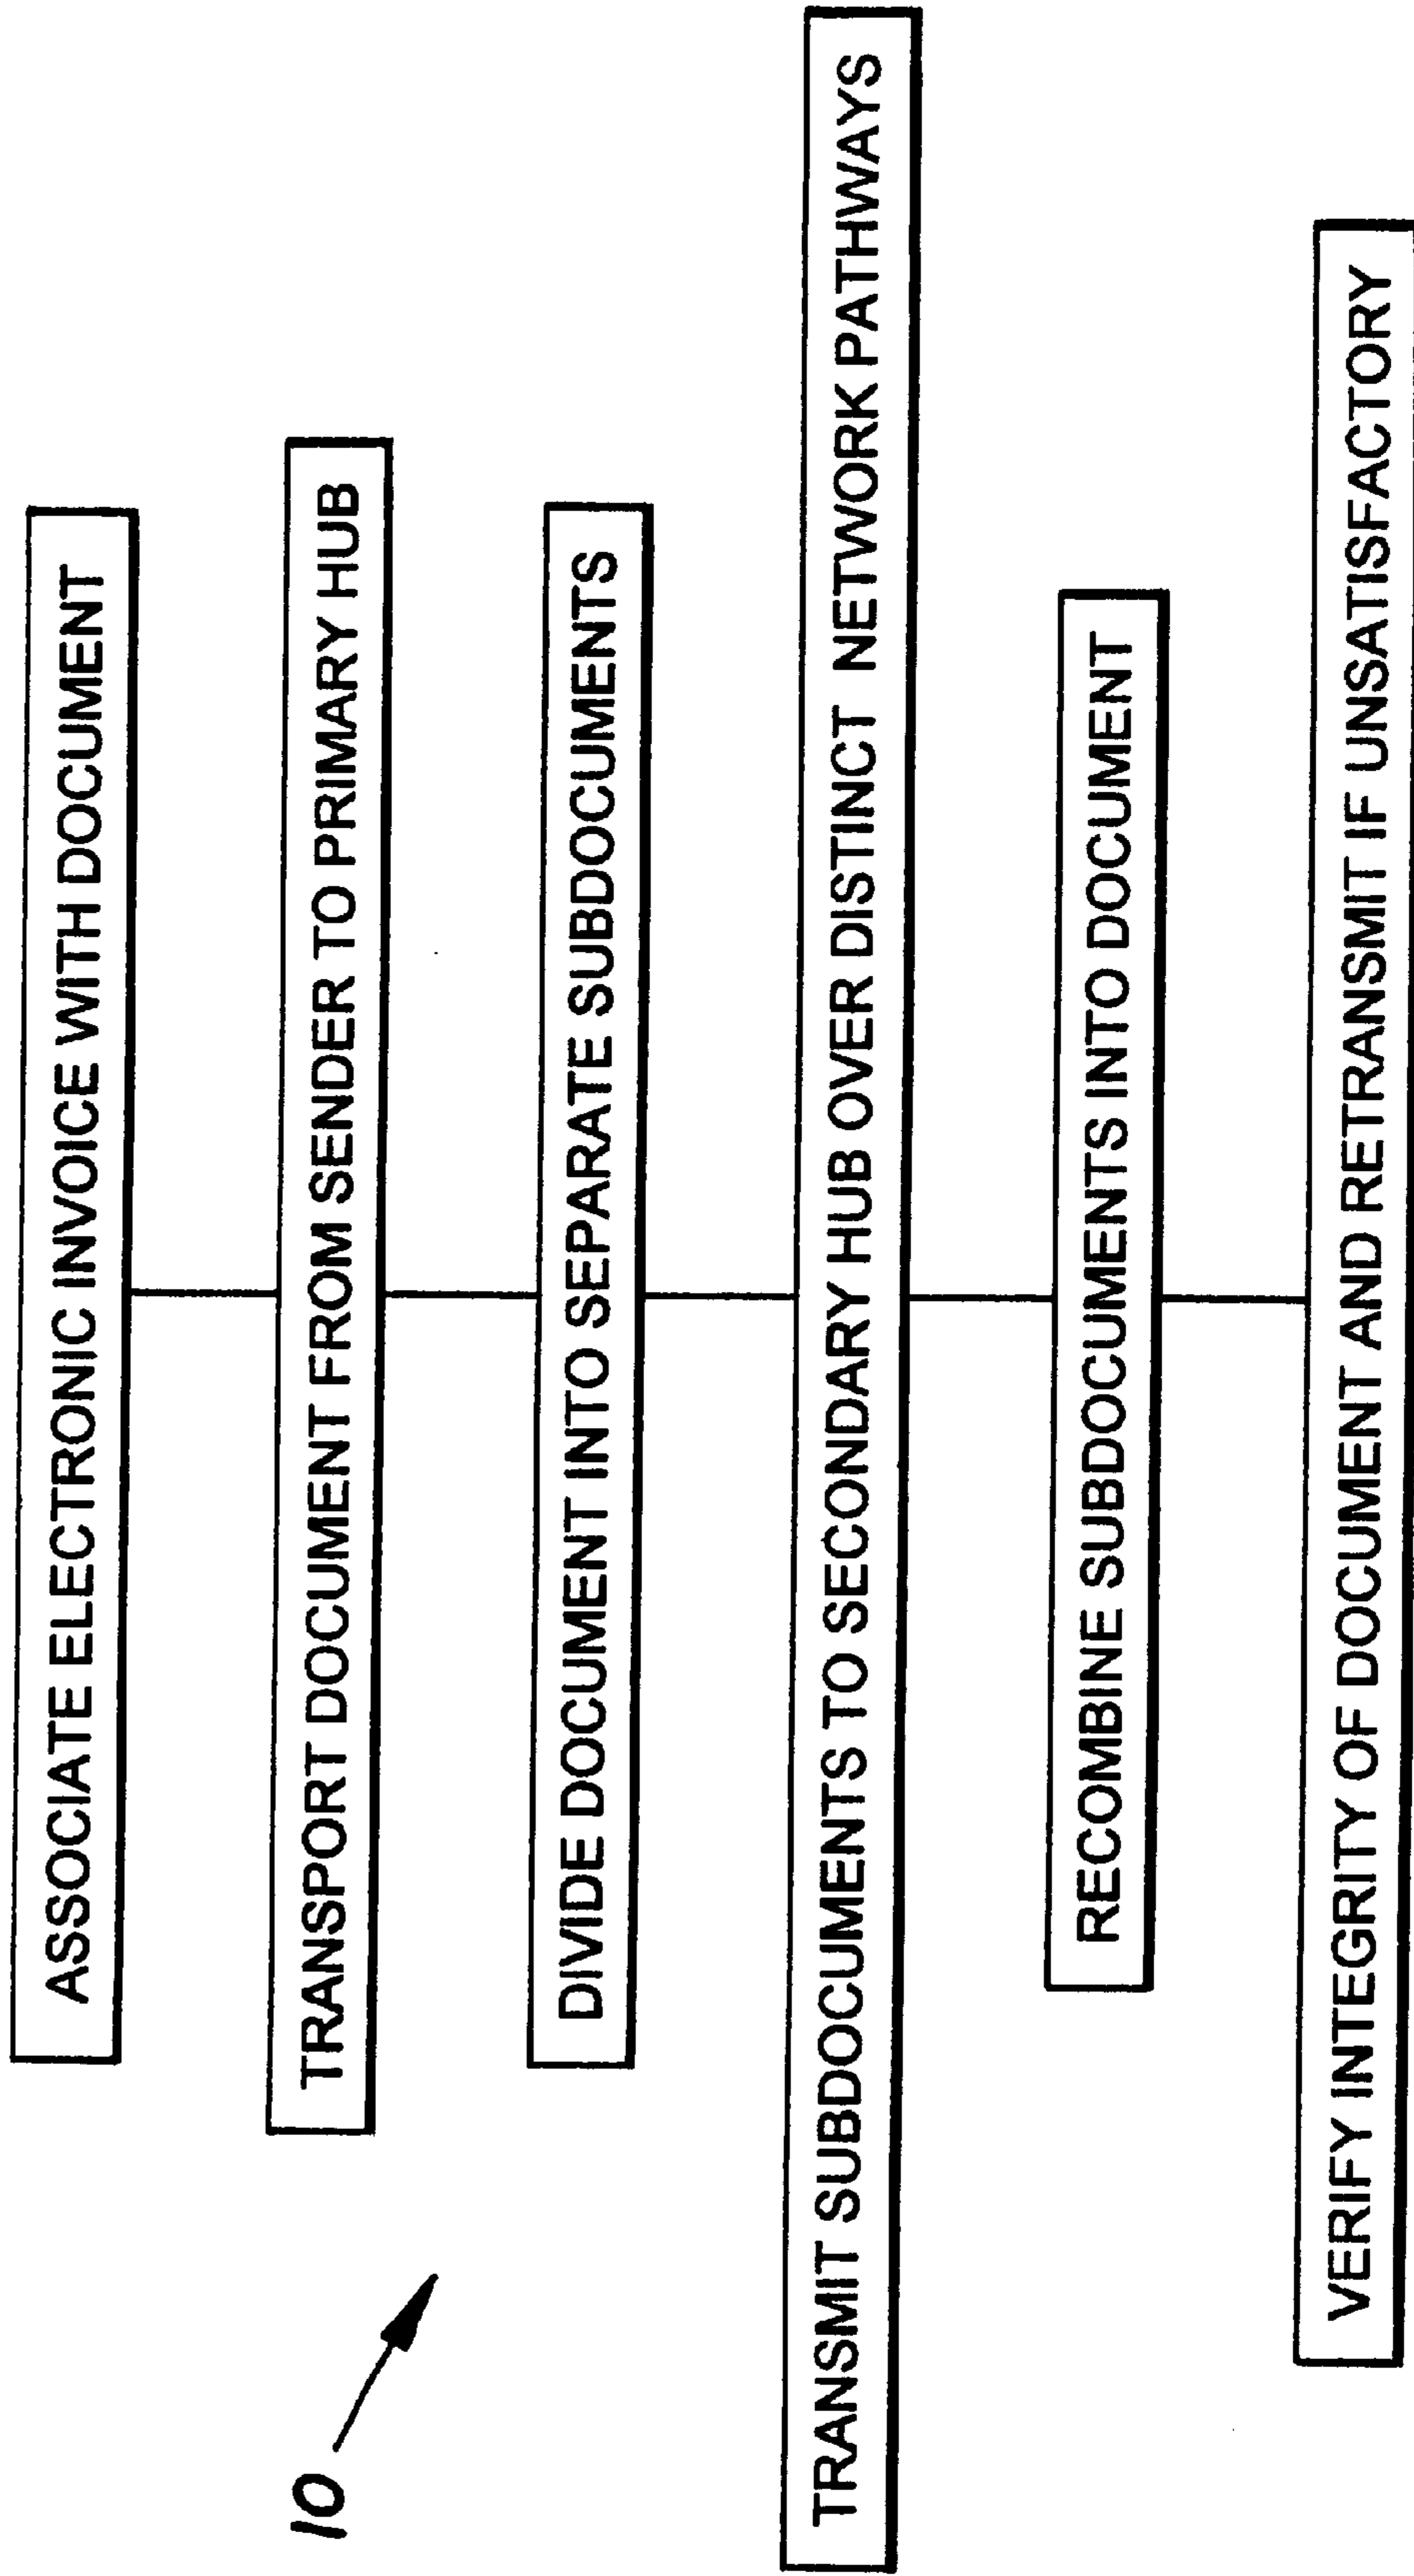 ASSOCIATE ELECTRONIC INVOICE WITH DOCUMENT
TRANSPORT DOCUMENT FROM SENDER TO PRIMARY HUB
10
DIVIDE DOCUMENT INTO SEPARATE SUBDOCUMENTS
TRANSMIT SUBDOCUMENTS TO SECONDARY HUB OVER DISTINCT NETWORK PATHWAYS
RECOMBINE SUBDOCUMENTS INTO DOCUMENT
VERIFY INTEGRITY OF DOCUMENT AND RETRANSMIT IF UNSATISFACTORY